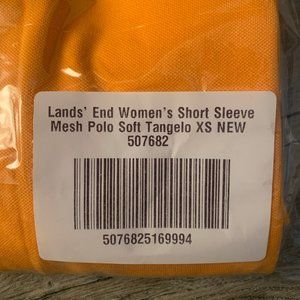 Lands' End Women's Short Sleeve
Mesh Polo Soft Tangelo XS NEW
507682
5076825169994